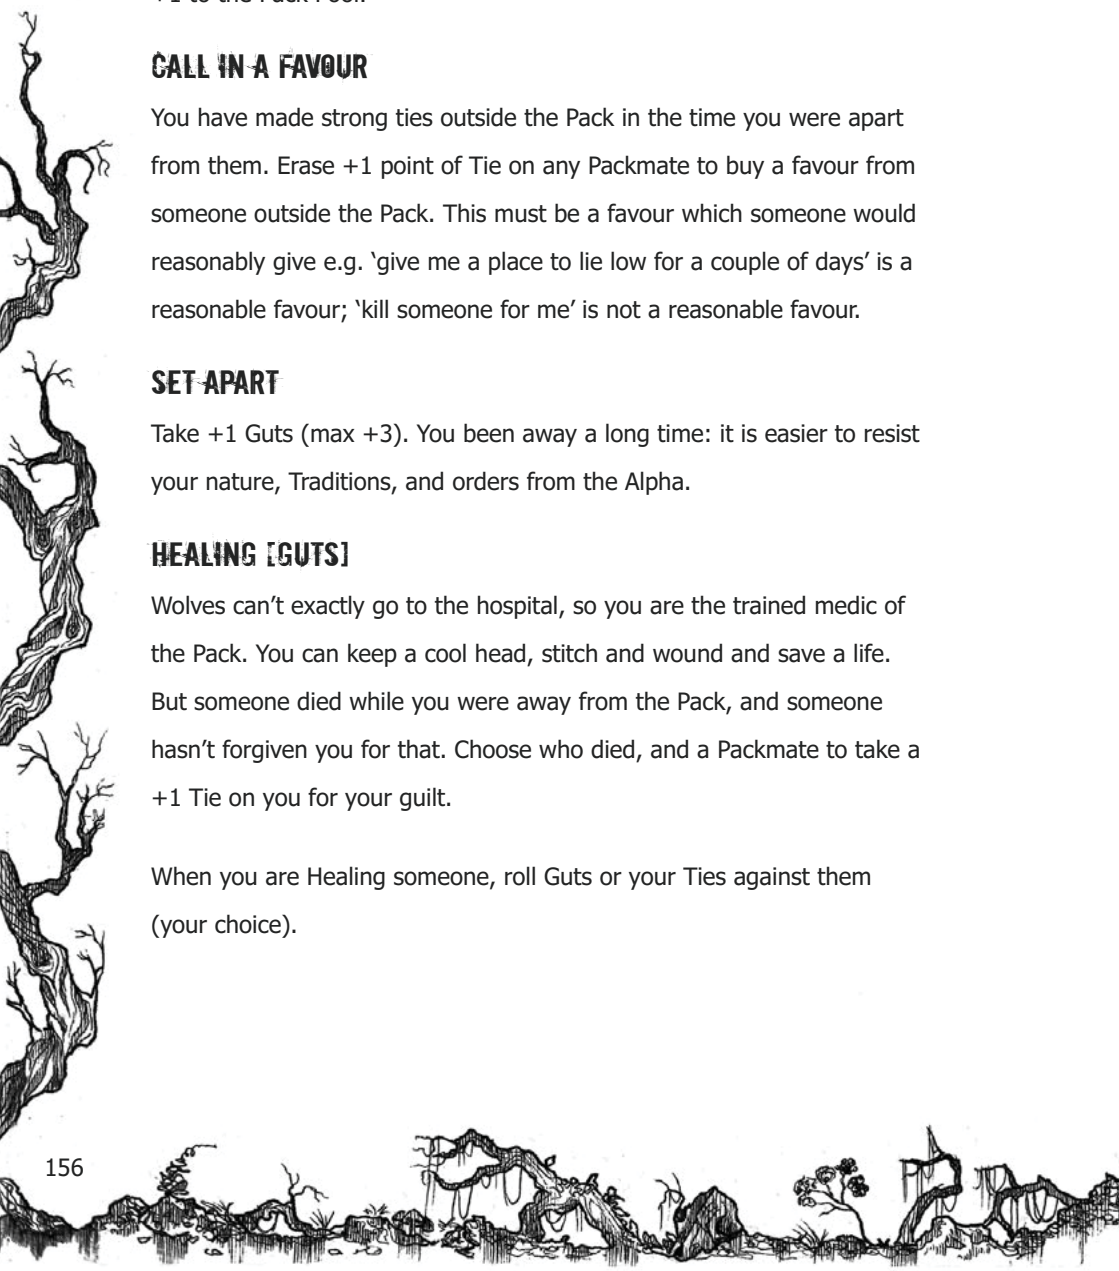 +1 to the Pack Pool.
CALL IN A FAVOUR
You have made strong ties outside the Pack in the time you were apart
from them. Erase +1 point of Tie on any Packmate to buy a favour from
someone outside the Pack. This must be a favour which someone would
reasonably give e.g. ‘give me a place to lie low for a couple of days’ is a
reasonable favour; ‘kill someone for me’ is not a reasonable favour.
SET APART
Take +1 Guts (max +3). You been away a long time: it is easier to resist
your nature, Traditions, and orders from the Alpha.
HEALING [GUTS]
Wolves can’t exactly go to the hospital, so you are the trained medic of
the Pack. You can keep a cool head, stitch and wound and save a life.
But someone died while you were away from the Pack, and someone
hasn’t forgiven you for that. Choose who died, and a Packmate to take a
+1 Tie on you for your guilt.
When you are Healing someone, roll Guts or your Ties against them
(your choice).
156